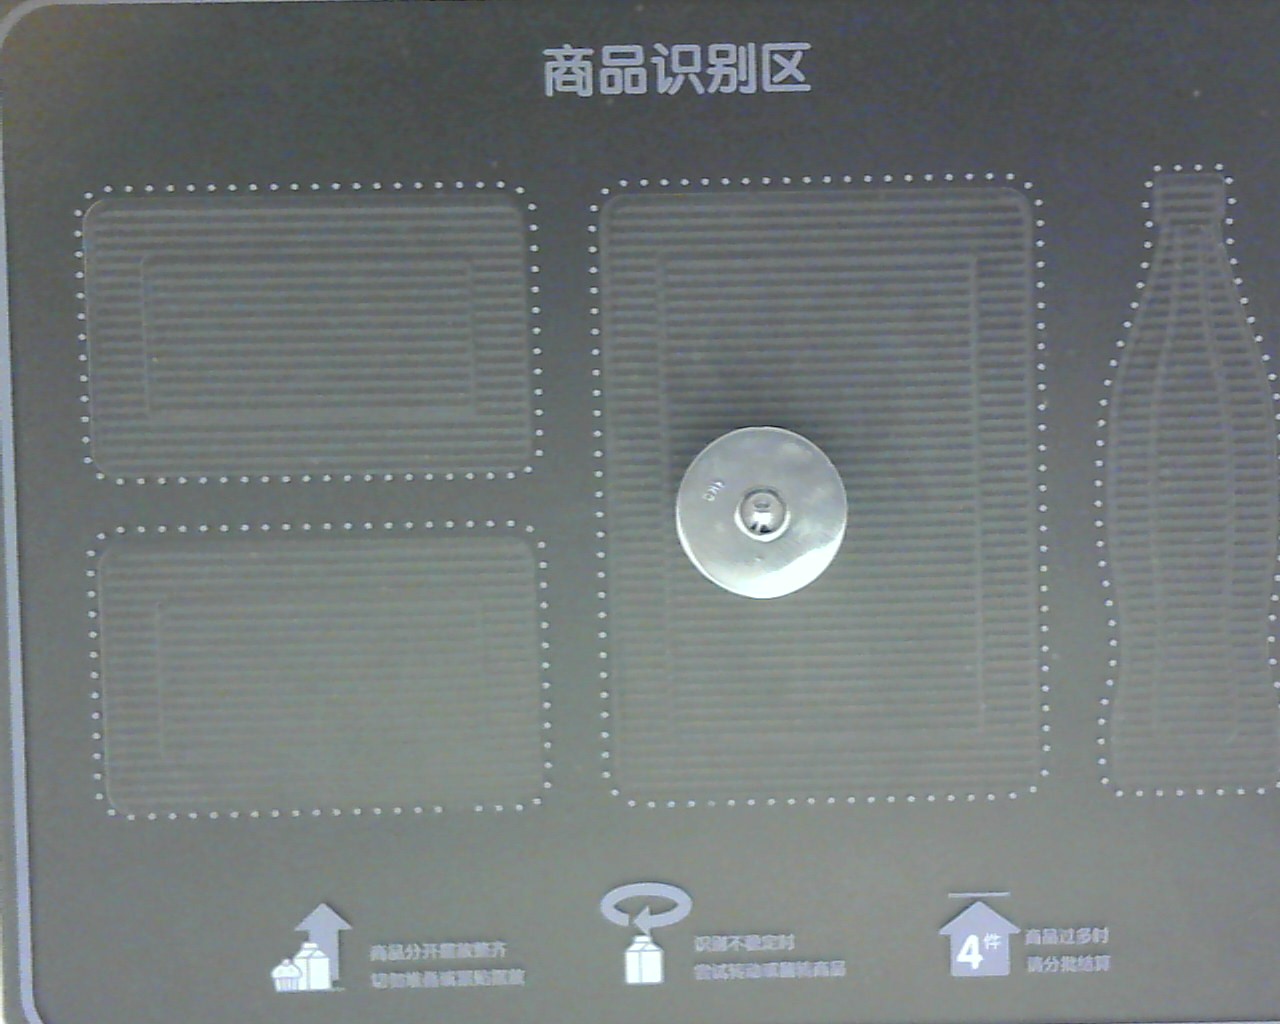 商品识别区
商品分开摆放整齐
切勿堆叠或紧贴摆放
识别不稳定时
尝试转动或翻转商品
4件
商品过多时
请分批结算